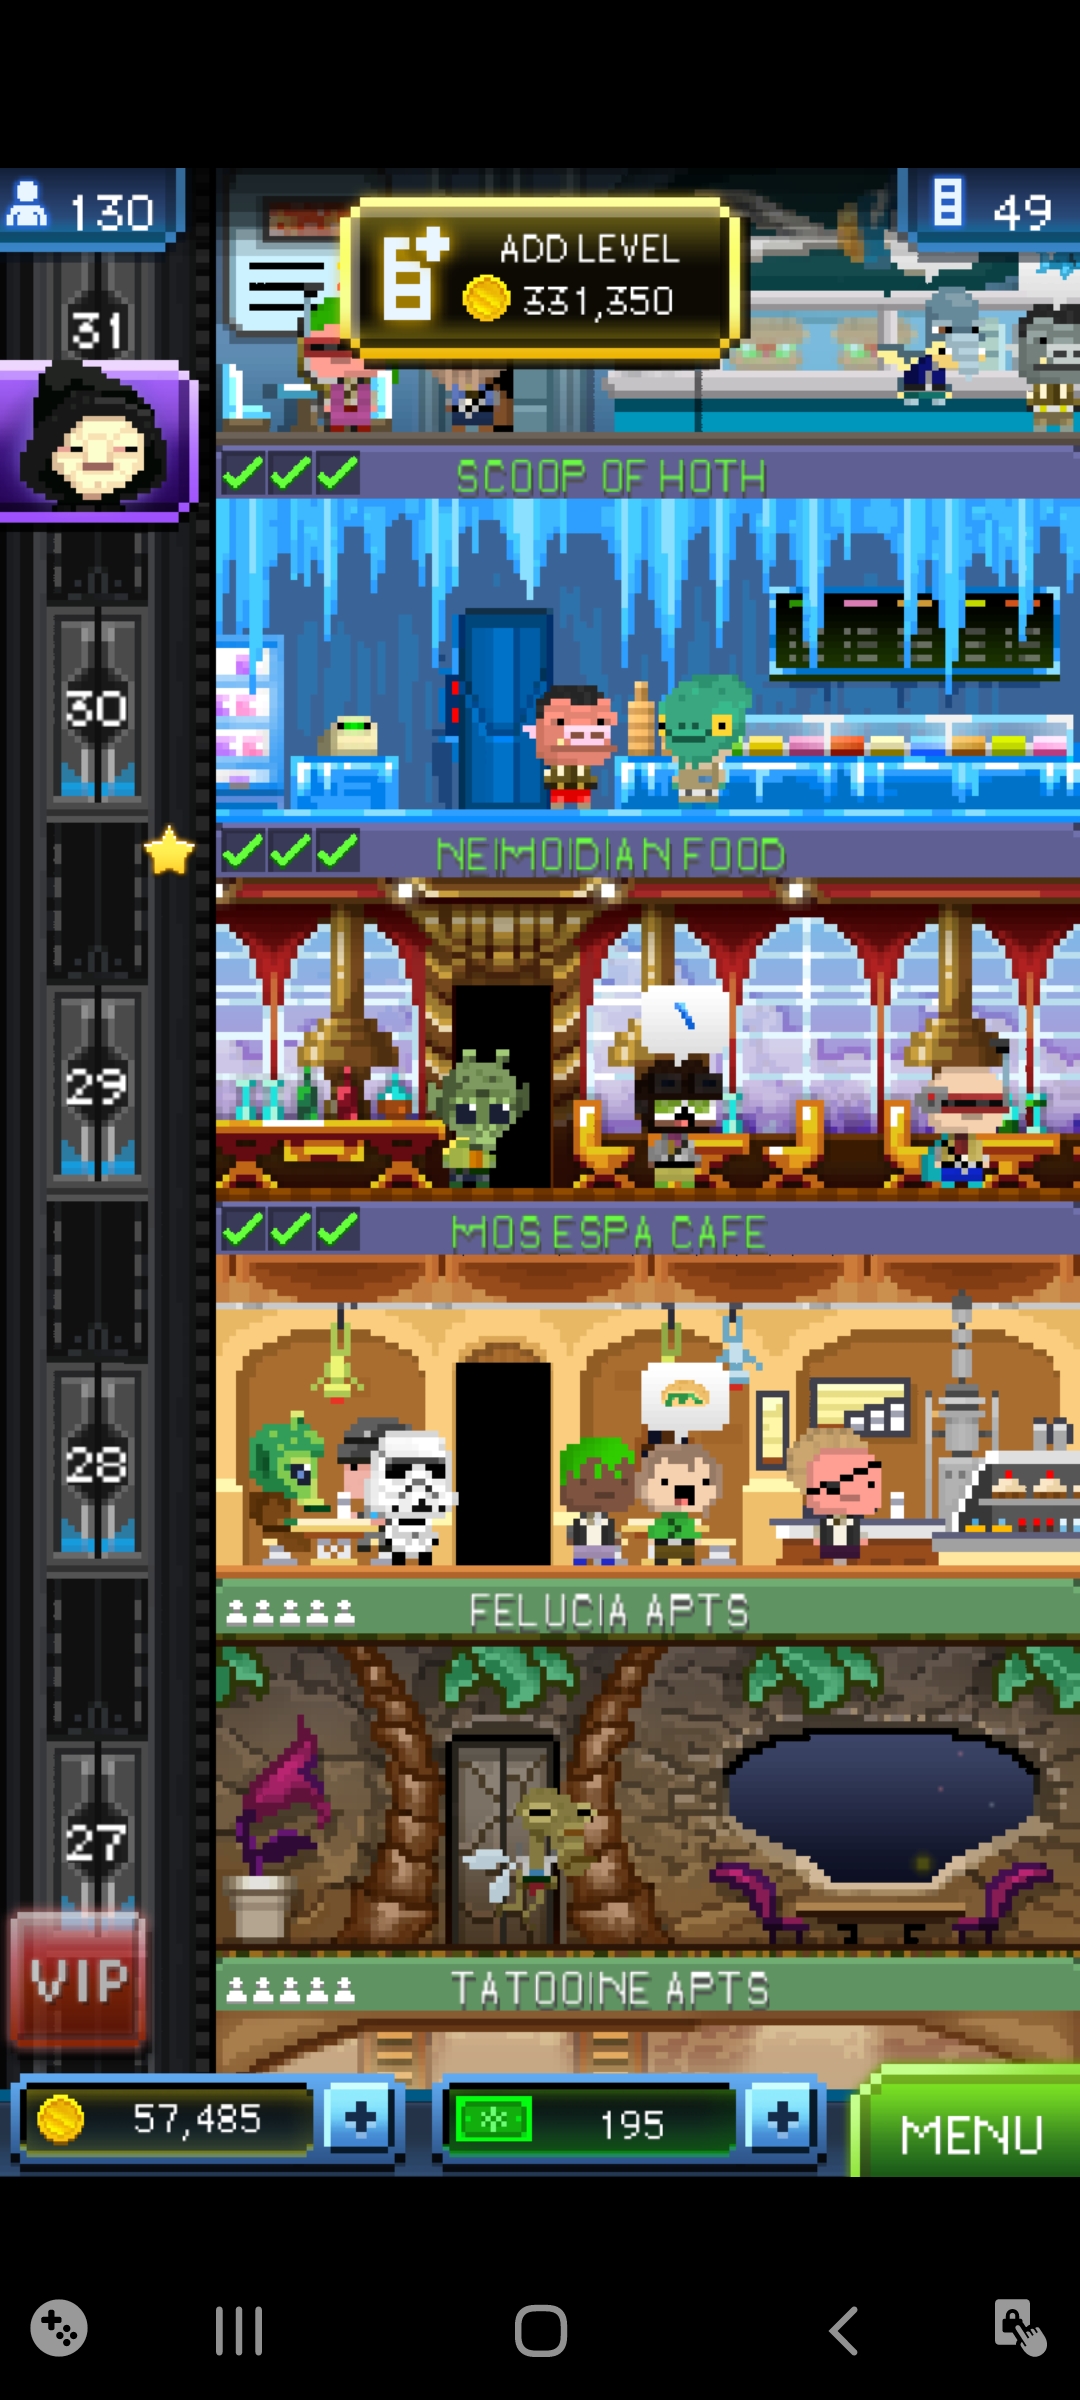 130
ADD LEVEL
331,350
49
31
SCOOP OF HOTH
30
NEIMOIDIAN FOOD
29
MOS ESPA CAFE
28
FELUCIA APTS
27
VIP
TATOOINE APTS
57,485
195
MENU